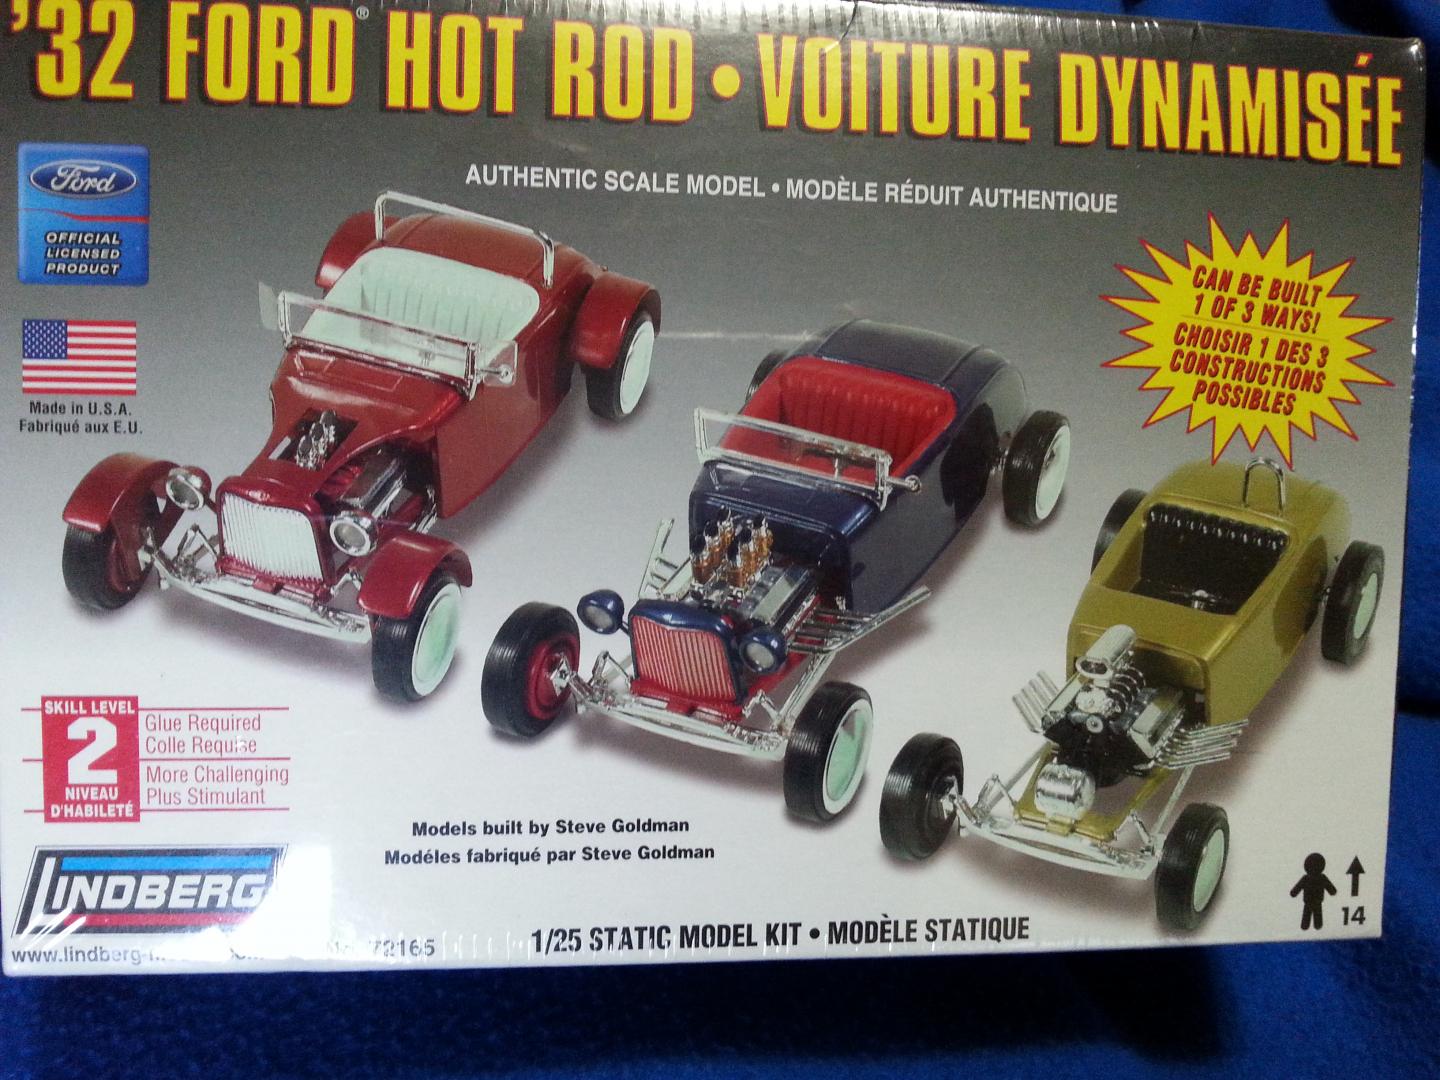 '32 FORD® HOT ROD • VOITURE DYNAMISÉE
AUTHENTIC SCALE MODEL • MODÈLE RÉDUIT AUTHENTIQUE
Ford
OFFICIAL
LICENSED
PRODUCT
Made in U.S.A.
Fabriqué aux E.U.
CAN BE BUILT
1 OF 3 WAYS!
CHOISIR 1 DES 3
CONSTRUCTIONS
POSSIBLES
SKILL LEVEL
2
NIVEAU
D'HABILETÉ
Glue Required
Colle Requise
More Challenging
Plus Stimulant
Models built by Steve Goldman
Modéles fabriqué par Steve Goldman
LINDBERG
www.lindberg-
72165
1/25 STATIC MODEL KIT • MODÈLE STATIQUE
14